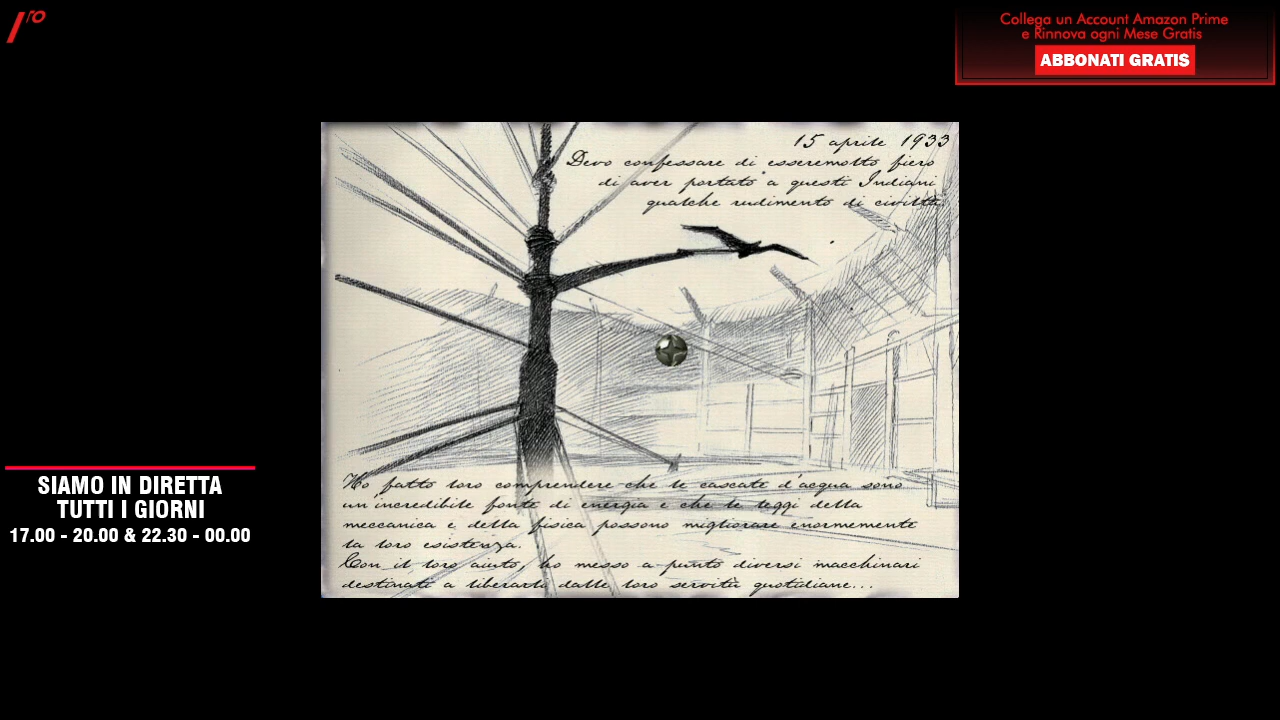 1ro
Collega un Account Amazon Prime
e Rinnova ogni Mese Gratis
ABBONATI GRATIS
15 aprile 1933
Devo confessare di esseremolto fiero
di aver portato a questi Indiani
qualche rudimento di civiltà.
Ho fatto loro comprendere che le cascate d'acqua sono
un'incredibile fonte di energia e che le leggi della
meccanica e della fisica possono migliorare enormemente
la loro esistenza.
Con il loro aiuto, ho messo a punto diversi macchinari
destinati a liberarli dalle loro servitù quotidiane...
SIAMO IN DIRETTA
TUTTI I GIORNI
17.00 - 20.00 & 22.30 - 00.00